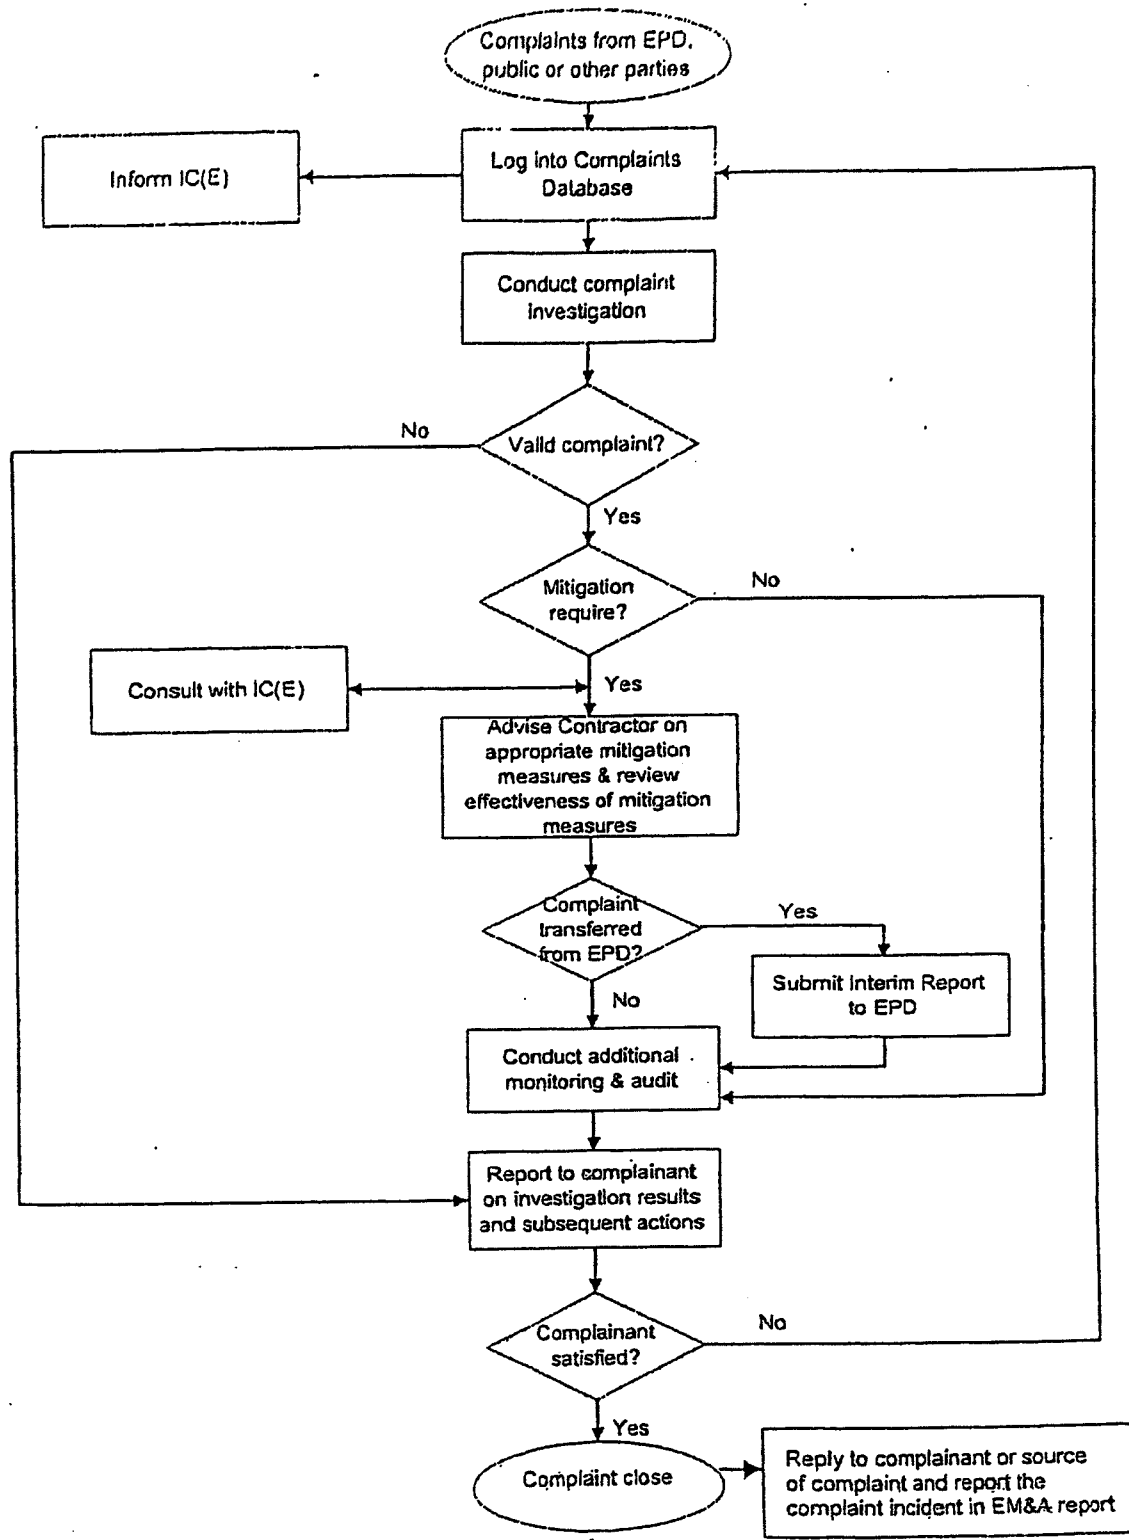 Complaints from EPD,
public or other parties
Inform IC(E)
Log into Complaints
Database
Conduct complaint
investigation
No
Valid complaint?
Yes
Mitigation
require?
No
Consult with IC(E)
Yes
Advise Contractor on
appropriate mitigation
measures & review
effectiveness of mitigation
measures
Complaint
transferred
from EPD?
Yes
Submit Interim Report
to EPD
No
Conduct additional
monitoring & audit
Report to complainant
on investigation results
and subsequent actions
Complainant
satisfied?
No
Yes
Complaint close
Reply to complainant or source
of complaint and report the
complaint incident in EM&A report